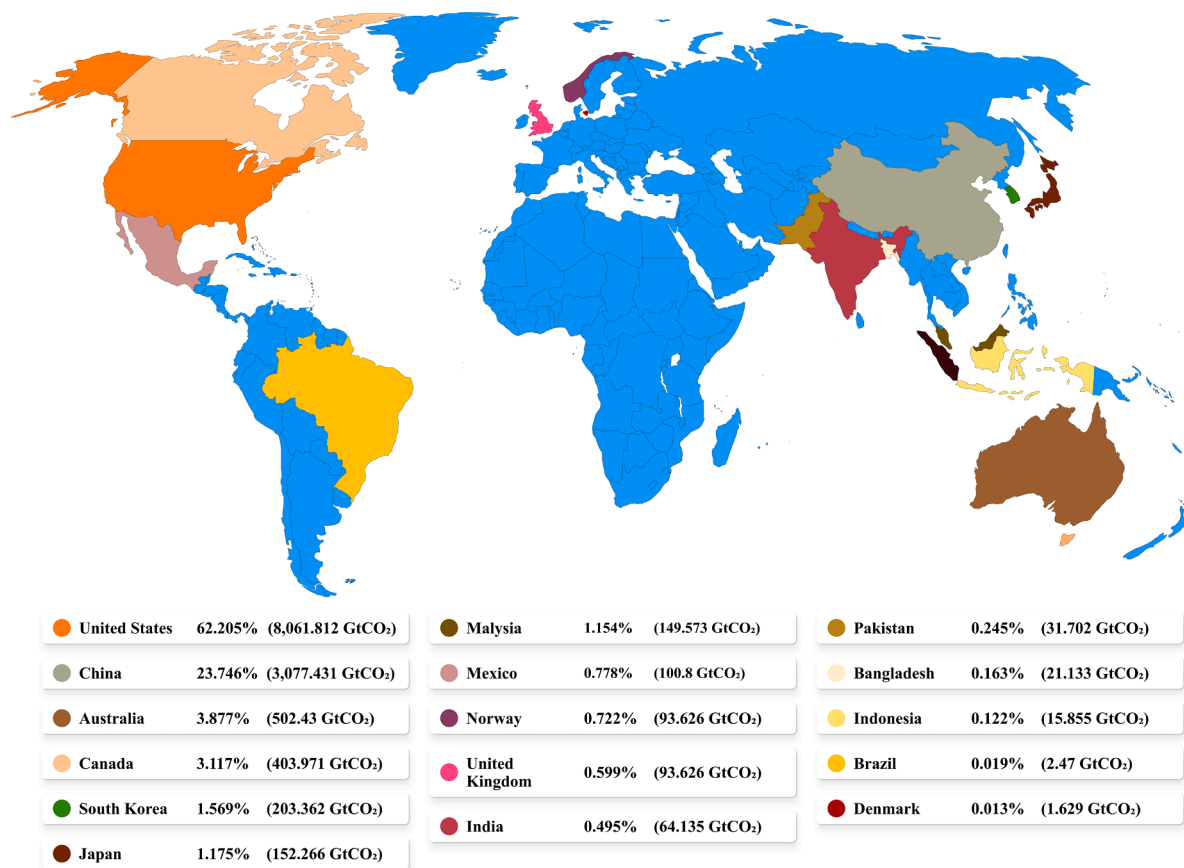 United States 62.205% (8,061.812 GtCO₂)
China 23.746% (3,077.431 GtCO₂)
Australia 3.877% (502.43 GtCO₂)
Canada 3.117% (403.971 GtCO₂)
South Korea 1.569% (203.362 GtCO₂)
Japan 1.175% (152.266 GtCO₂)
Malysia 1.154% (149.573 GtCO₂)
Mexico 0.778% (100.8 GtCO₂)
Norway 0.722% (93.626 GtCO₂)
United
Kingdom 0.599% (93.626 GtCO₂)
India 0.495% (64.135 GtCO₂)
Pakistan 0.245% (31.702 GtCO₂)
Bangladesh 0.163% (21.133 GtCO₂)
Indonesia 0.122% (15.855 GtCO₂)
Brazil 0.019% (2.47 GtCO₂)
Denmark 0.013% (1.629 GtCO₂)